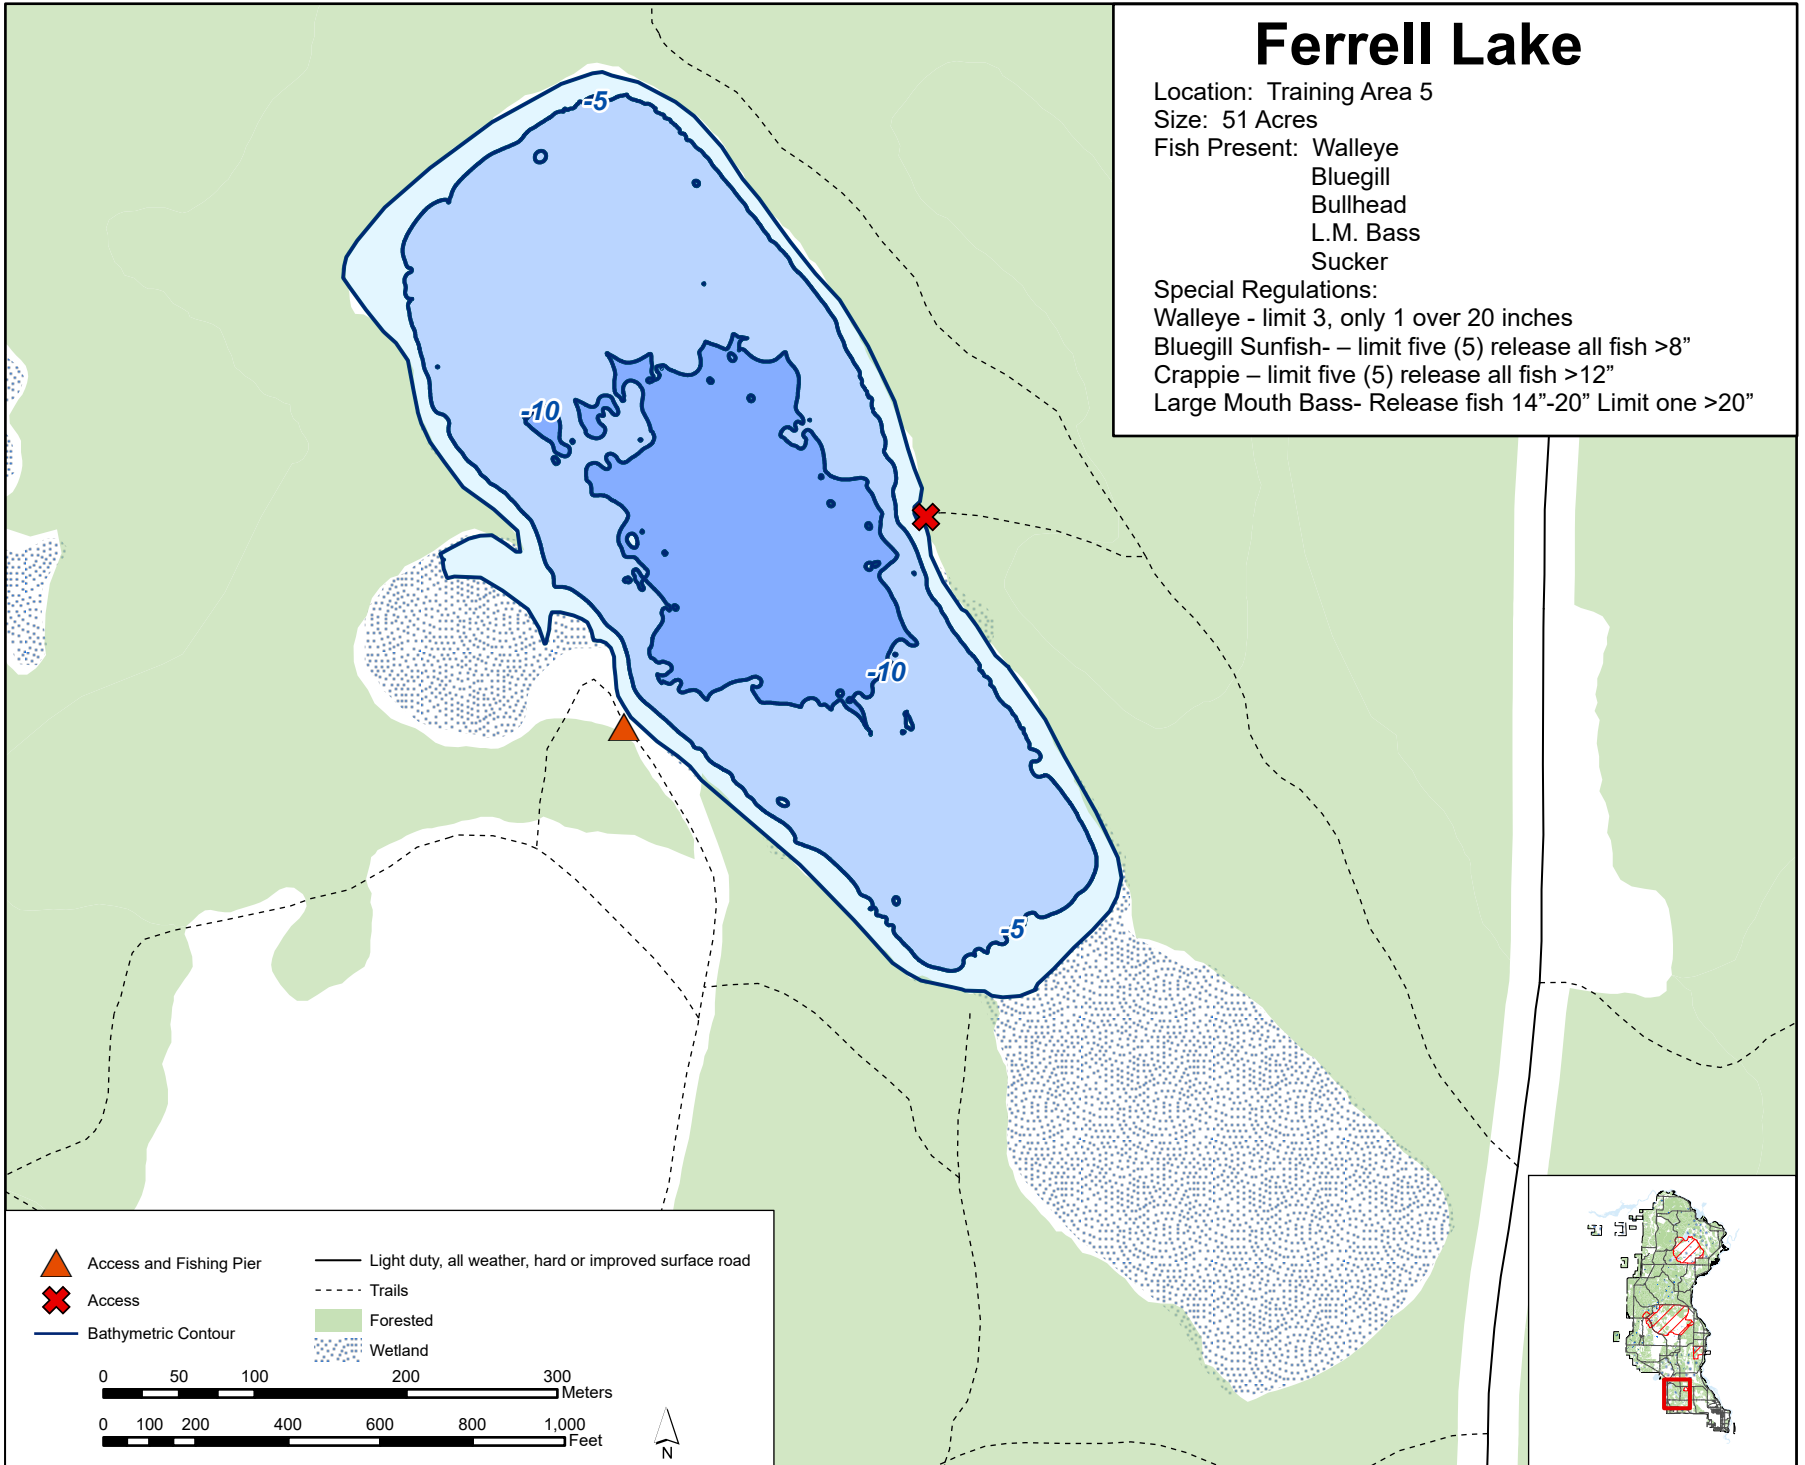 Ferrell Lake
Location: Training Area 5
Size: 51 Acres
Fish Present: Walleye
Bluegill
Bullhead
L.M. Bass
Sucker
Special Regulations:
Walleye - limit 3, only 1 over 20 inches
Bluegill Sunfish- – limit five (5) release all fish >8”
Crappie – limit five (5) release all fish >12”
Large Mouth Bass- Release fish 14”-20” Limit one >20”
-5
-10
-10
-5
Access and Fishing Pier
Access
Bathymetric Contour
Light duty, all weather, hard or improved surface road
Trails
Forested
Wetland
0 50 100 200 300
Meters
0 100 200 400 600 800 1,000
Feet
N